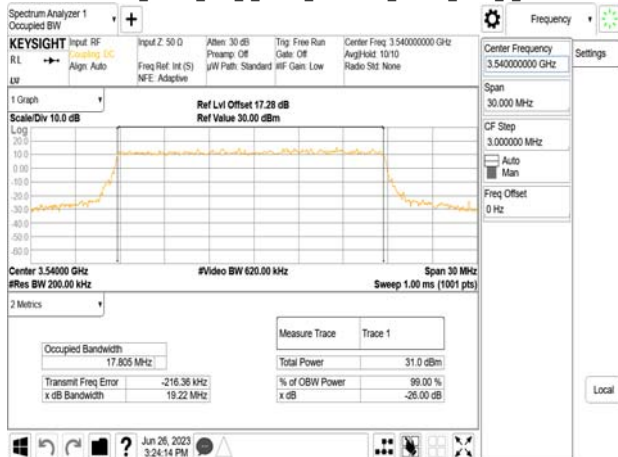 Spectrum Analyzer 1
Occupied BW
Frequency
KEYSIGHT
RL
Input: RF
Coupling: DC
Align: Auto
Input Z: 50 Ω
Freq Ref: Int (S)
NFE: Adaptive
Atten: 30 dB
Preamp: Off
µW Path: Standard
Trig: Free Run
Gate: Off
#IF Gain: Low
Center Freq: 3.540000000 GHz
Avg|Hold: 10/10
Radio Std: None
Center Frequency
3.540000000 GHz
Settings
Span
30.000 MHz
CF Step
3.000000 MHz
Auto
Man
Freq Offset
0 Hz
Local
1 Graph
Scale/Div 10.0 dB
Ref Lvl Offset 17.28 dB
Ref Value 30.00 dBm
Log
20.0
10.0
0.00
-10.0
-20.0
-30.0
-40.0
-50.0
-60.0
Center 3.54000 GHz
#Video BW 620.00 kHz
Span 30 MHz
#Res BW 200.00 kHz
Sweep 1.00 ms (1001 pts)
2 Metrics
Measure Trace
Trace 1
Occupied Bandwidth
17.805 MHz
Total Power
31.0 dBm
Transmit Freq Error
-216.36 kHz
% of OBW Power
99.00 %
x dB Bandwidth
19.22 MHz
x dB
-26.00 dB
?
Jun 26, 2023
3:24:14 PM